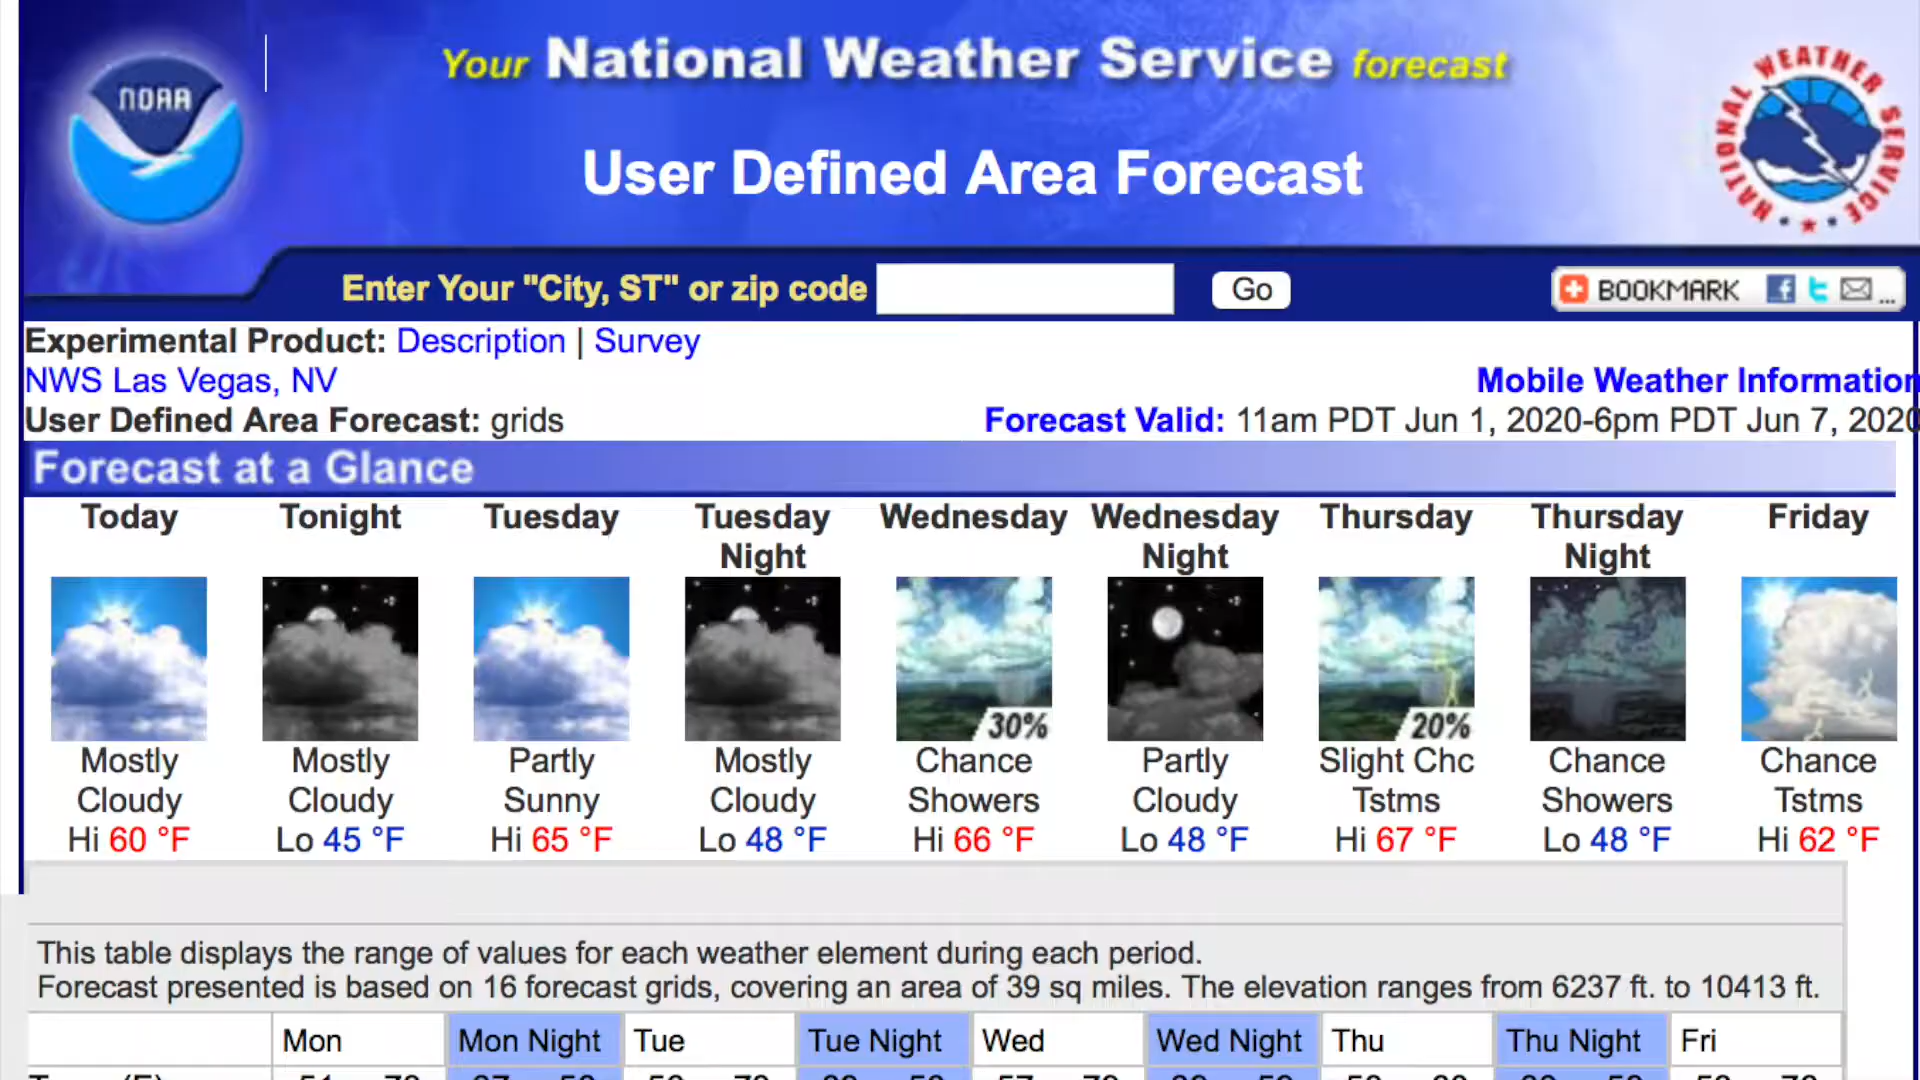 NOAA
Your National Weather Service forecast
NATIONAL WEATHER SERVICE
User Defined Area Forecast
Enter Your "City, ST" or zip code
Go
BOOKMARK
...
Experimental Product: Description | Survey
NWS Las Vegas, NV
Mobile Weather Information
User Defined Area Forecast: grids
Forecast Valid: 11am PDT Jun 1, 2020-6pm PDT Jun 7, 2020
Forecast at a Glance
Today Tonight Tuesday Tuesday Night Wednesday Wednesday Night Thursday Thursday Night Friday
30% 20%
Mostly Cloudy Mostly Cloudy Partly Sunny Mostly Cloudy Chance Showers Partly Cloudy Slight Chc Tstms Chance Showers Chance Tstms
Hi 60 °F Lo 45 °F Hi 65 °F Lo 48 °F Hi 66 °F Lo 48 °F Hi 67 °F Lo 48 °F Hi 62 °F
This table displays the range of values for each weather element during each period.
Forecast presented is based on 16 forecast grids, covering an area of 39 sq miles. The elevation ranges from 6237 ft. to 10413 ft.
Mon Mon Night Tue Tue Night Wed Wed Night Thu Thu Night Fri